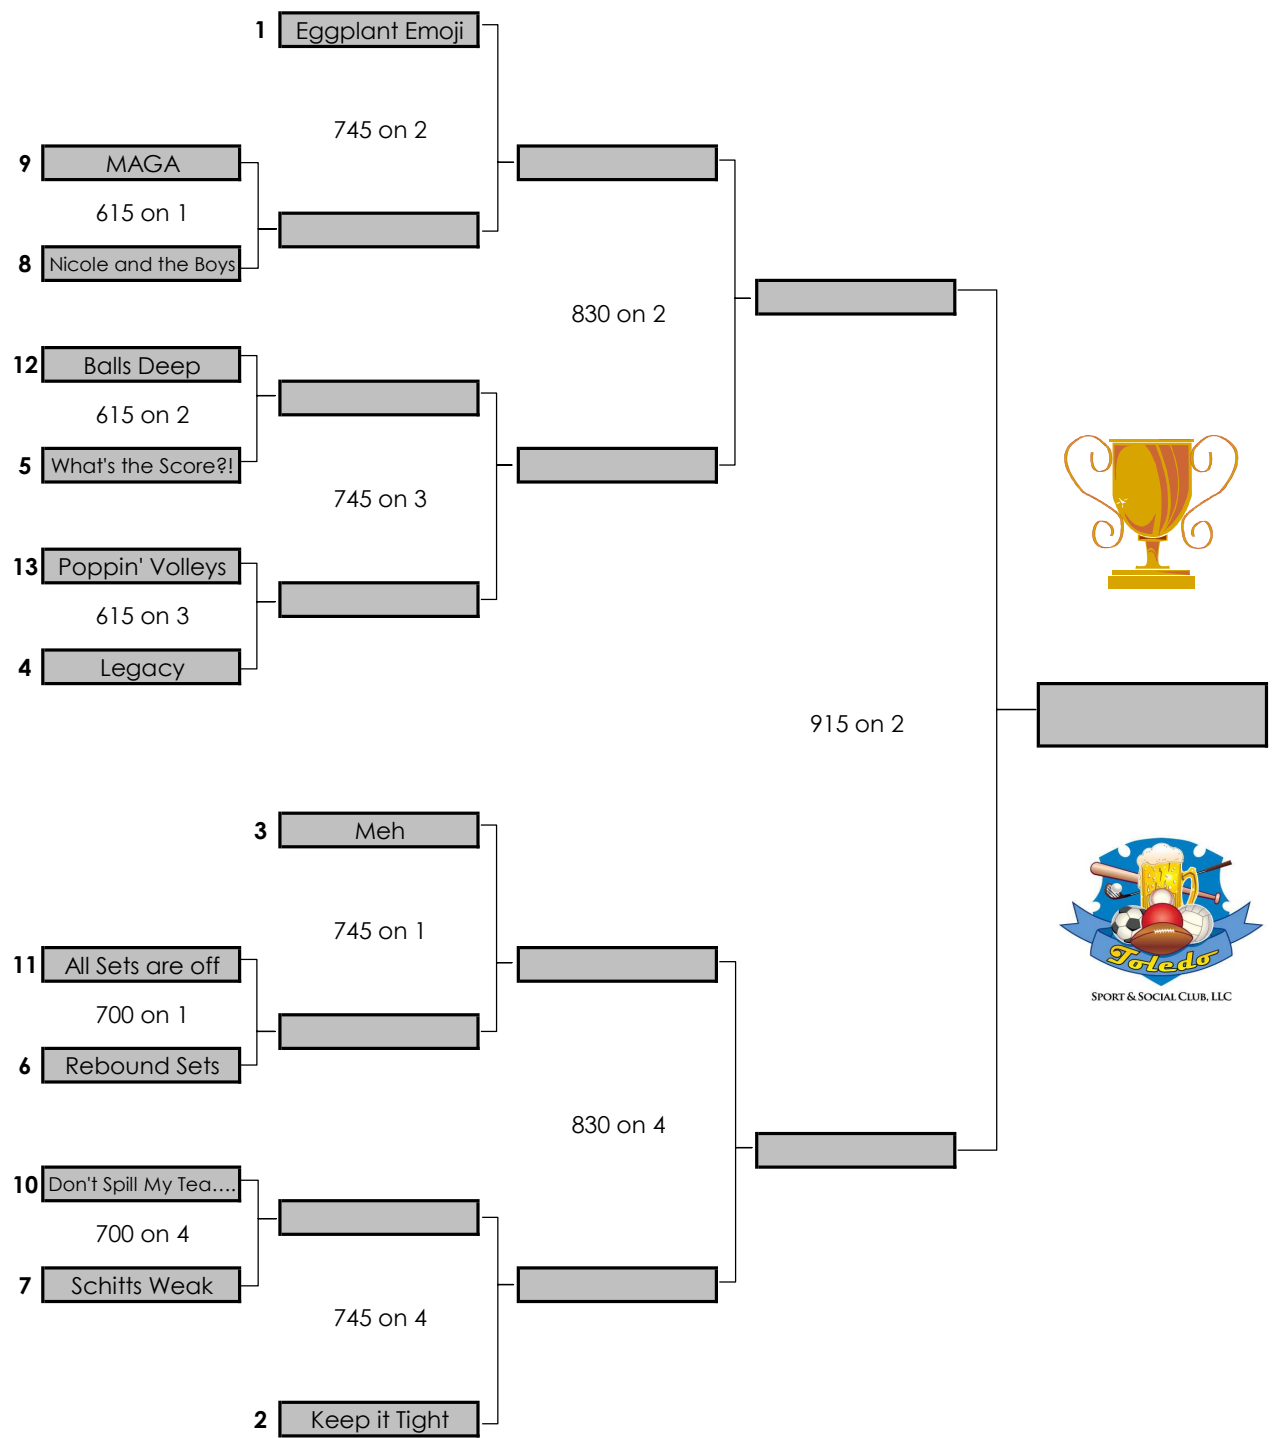 1 Eggplant Emoji
745 on 2
9 MAGA
615 on 1
8 Nicole and the Boys
830 on 2
12 Balls Deep
615 on 2
5 What's the Score?!
745 on 3
13 Poppin' Volleys
615 on 3
4 Legacy
915 on 2
3 Meh
745 on 1
11 All Sets are off
700 on 1
6 Rebound Sets
830 on 4
10 Don't Spill My Tea....
700 on 4
7 Schitts Weak
745 on 4
2 Keep it Tight
Toledo
SPORT & SOCIAL CLUB, LLC